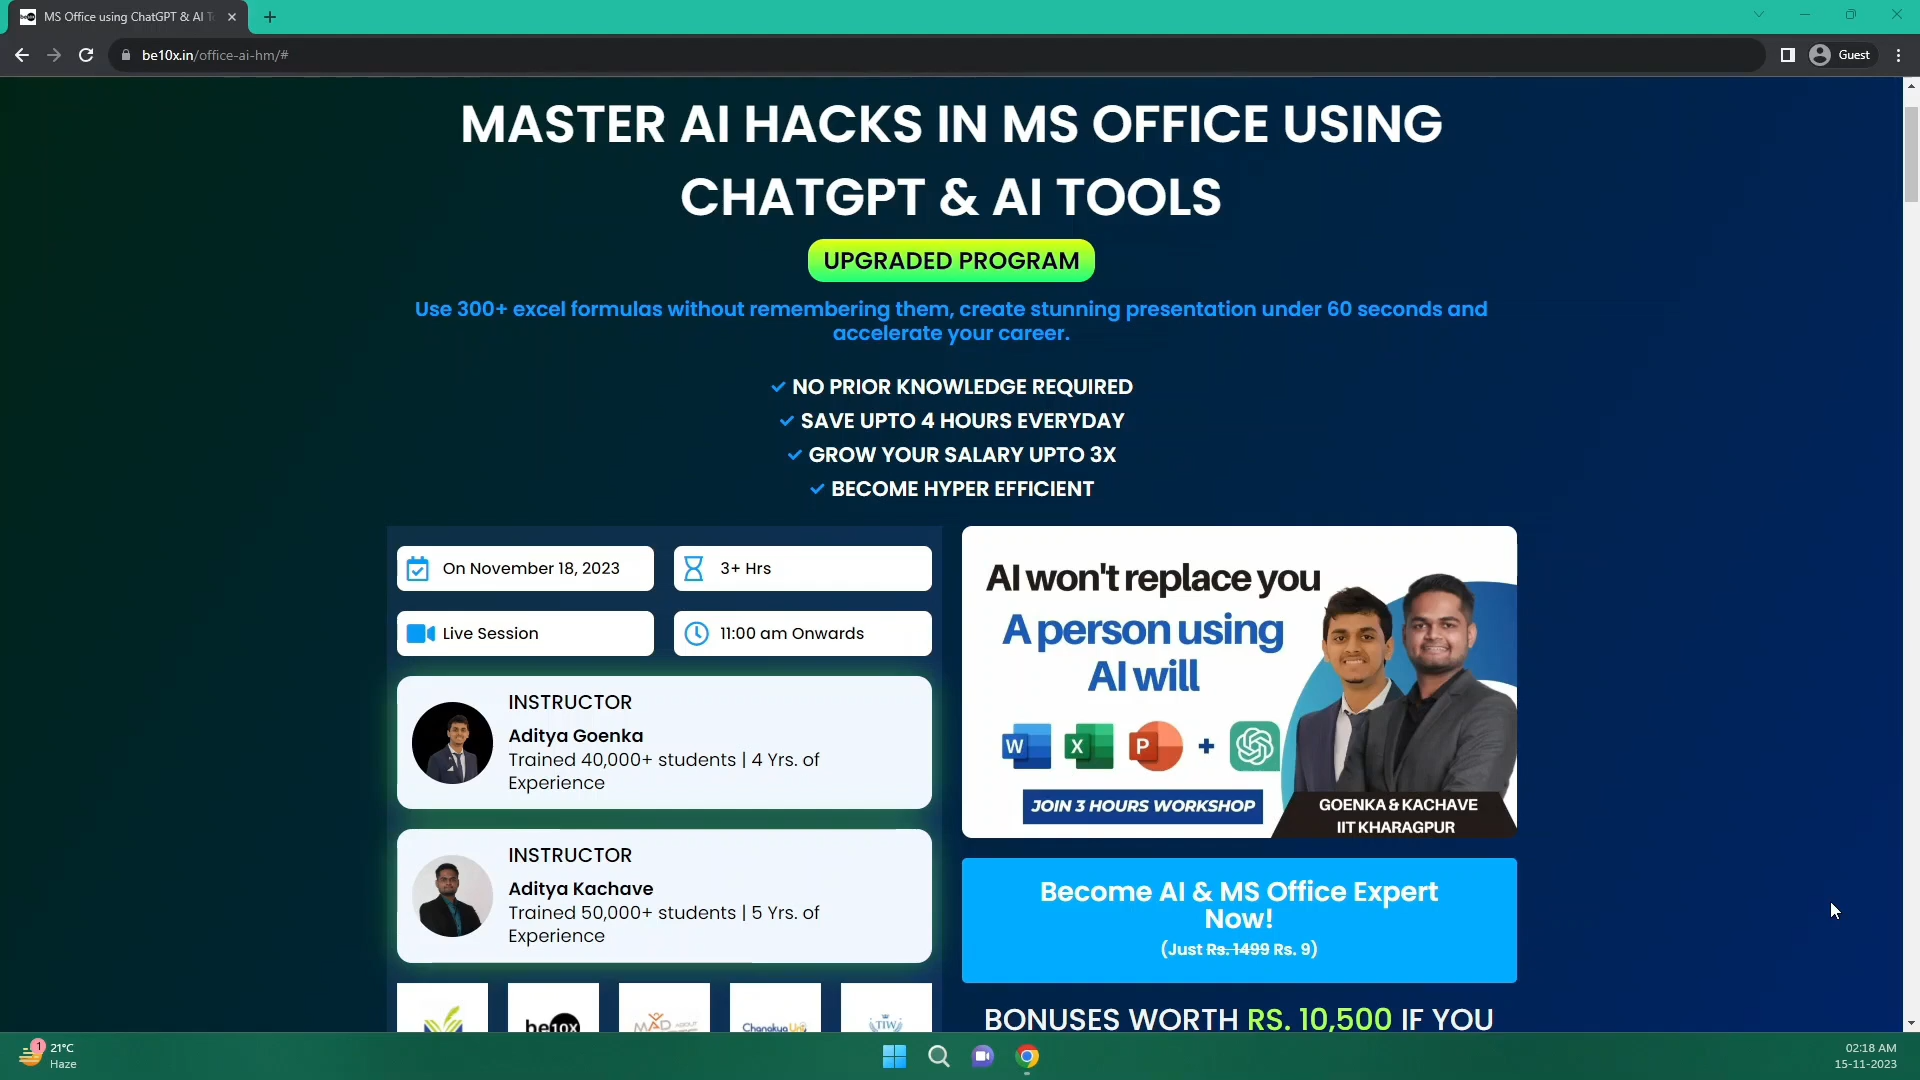 MS Office using ChatGPT & AI T
be10x.in/office-ai-hm/#
Guest
MASTER AI HACKS IN MS OFFICE USING
CHATGPT & AI TOOLS
UPGRADED PROGRAM
Use 300+ excel formulas without remembering them, create stunning presentation under 60 seconds and
accelerate your career.
NO PRIOR KNOWLEDGE REQUIRED
SAVE UPTO 4 HOURS EVERYDAY
GROW YOUR SALARY UPTO 3X
BECOME HYPER EFFICIENT
On November 18, 2023
3+ Hrs
Live Session
11:00 am Onwards
INSTRUCTOR
Aditya Goenka
Trained 40,000+ students | 4 Yrs. of
Experience
INSTRUCTOR
Aditya Kachave
Trained 50,000+ students | 5 Yrs. of
Experience
be10x
MAD ABOUT
Chanakya Uni
TIW
AI won't replace you
A person using
AI will
W
X
P
+
JOIN 3 HOURS WORKSHOP
GOENKA & KACHAVE
IIT KHARAGPUR
Become AI & MS Office Expert
Now!
(Just Rs. 1499 Rs. 9)
BONUSES WORTH RS. 10,500 IF YOU
1
21°C
Haze
02:18 AM
15-11-2023